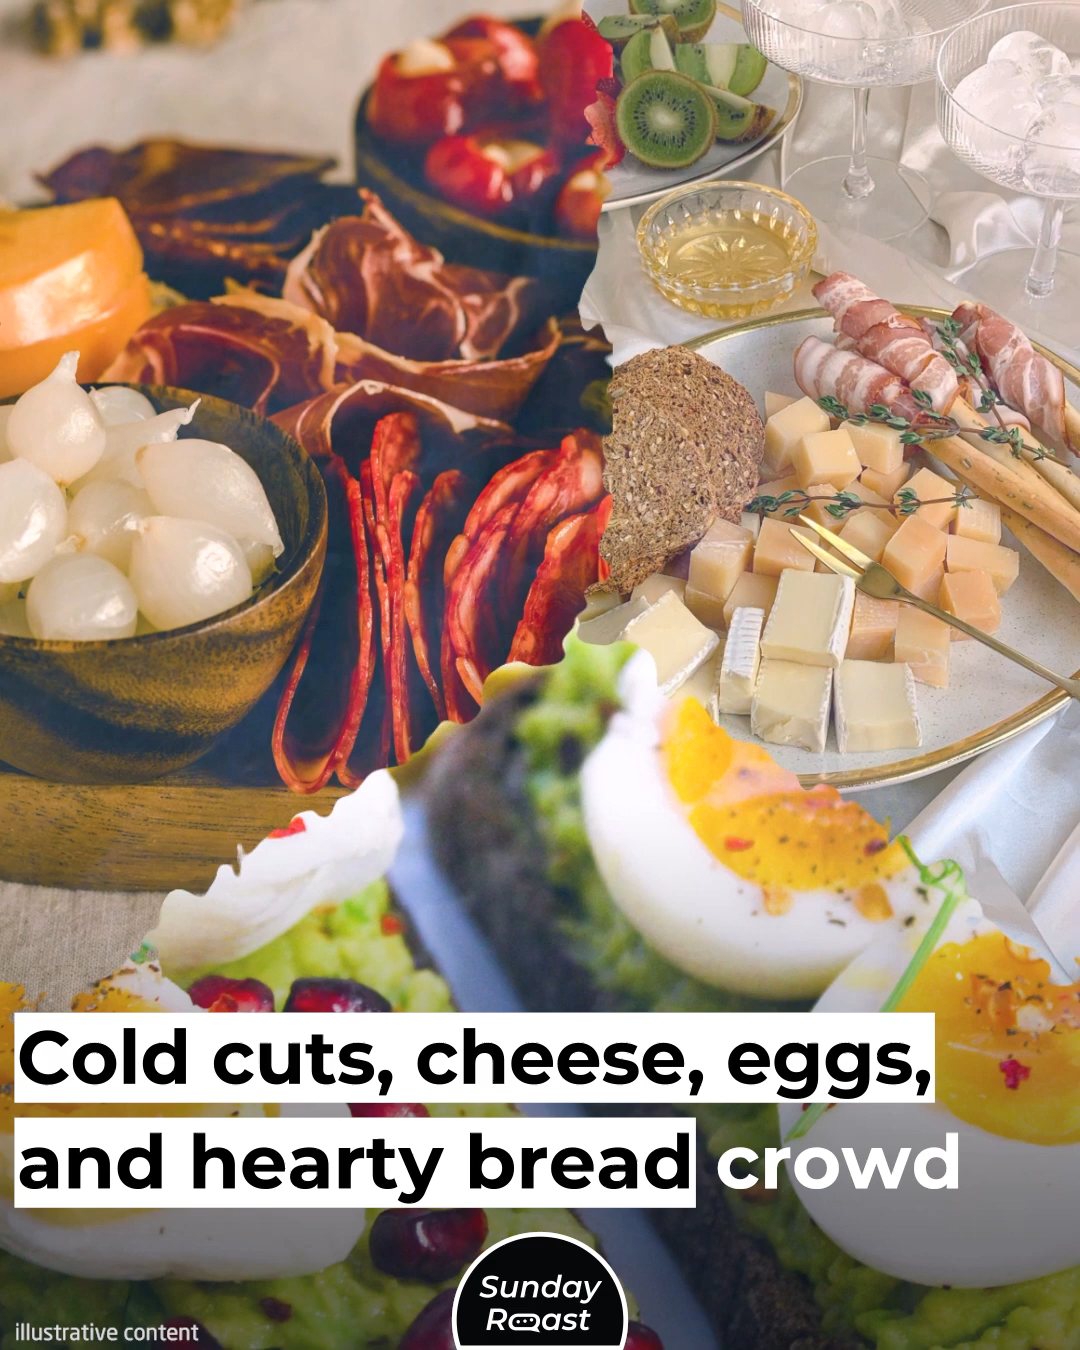 Cold cuts, cheese, eggs,
and hearty bread crowd
Sunday
Roast
illustrative content